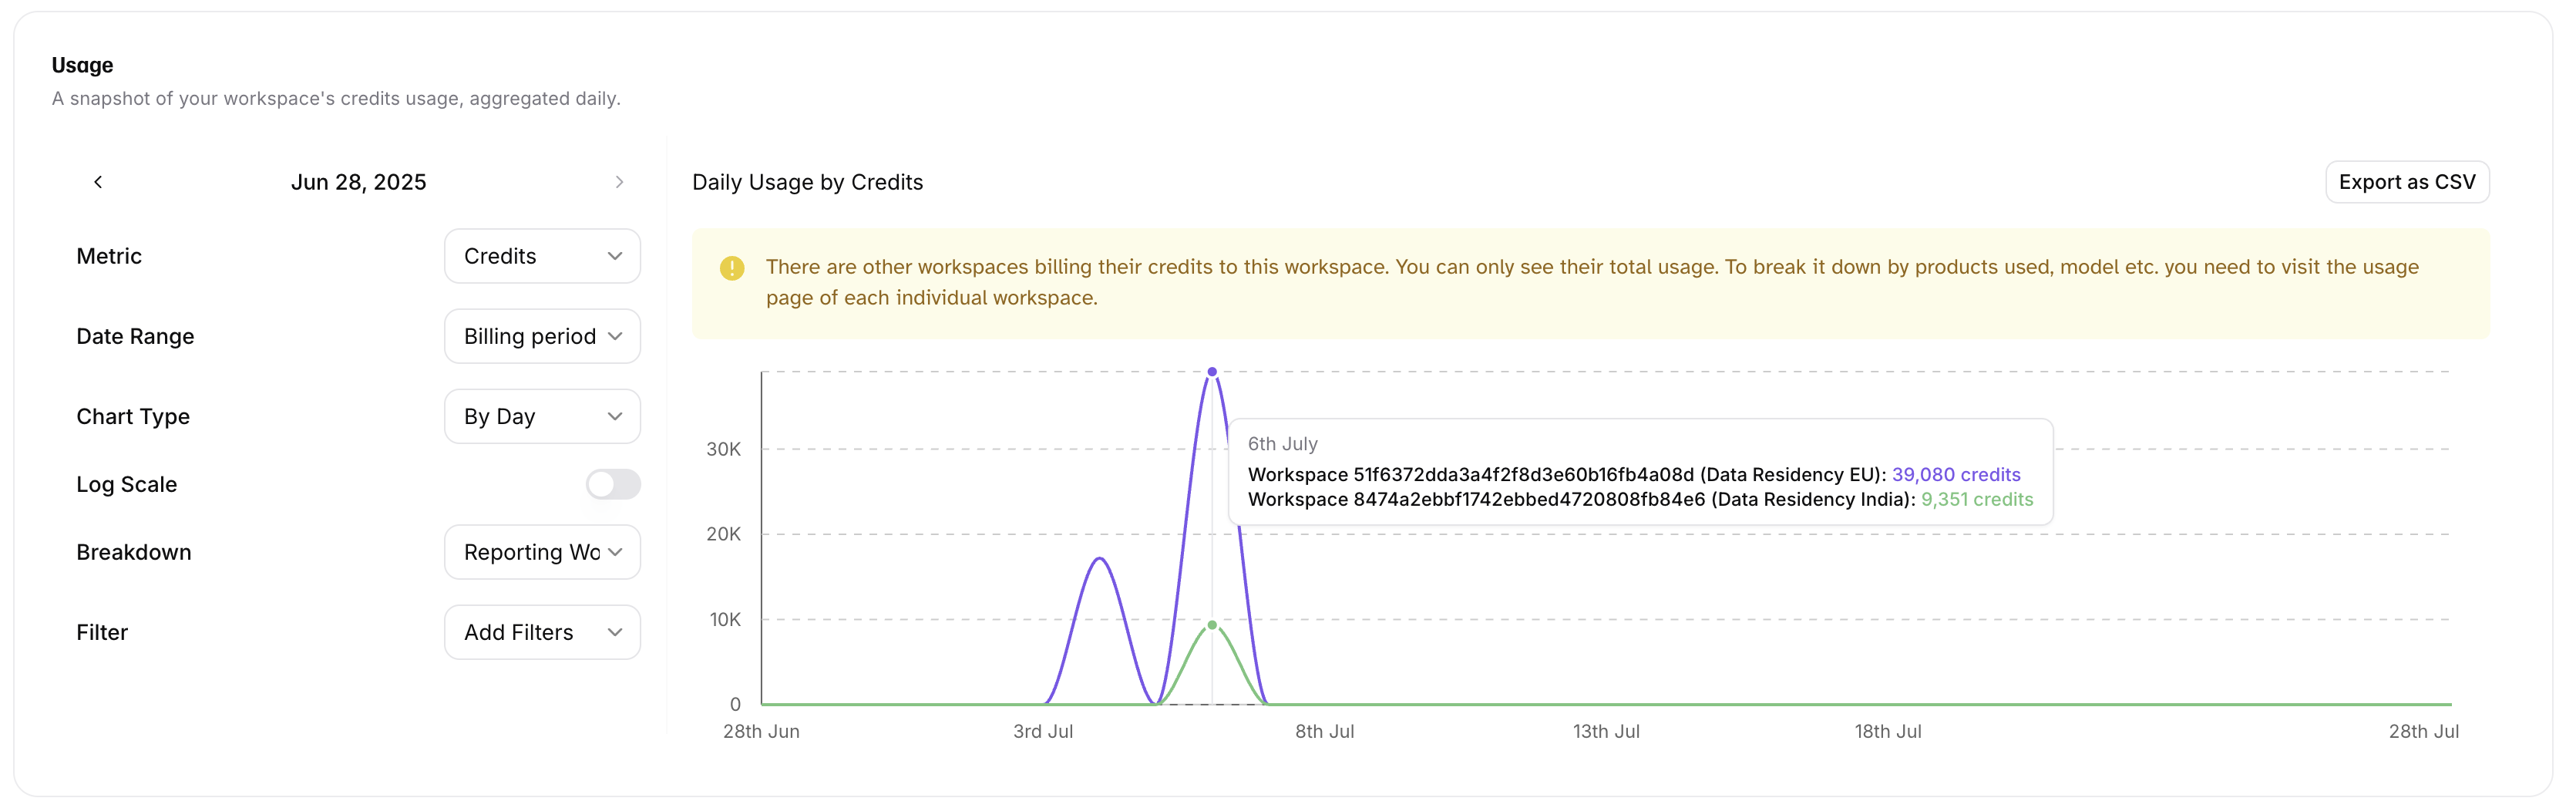 Usage
A snapshot of your workspace's credits usage, aggregated daily.
Jun 28, 2025
Metric
Credits
Date Range
Billing period
Chart Type
By Day
Log Scale
Breakdown
Reporting Wo
Filter
Add Filters
Daily Usage by Credits
Export as CSV
There are other workspaces billing their credits to this workspace. You can only see their total usage. To break it down by products used, model etc. you need to visit the usage
page of each individual workspace.
30K
20K
10K
0
6th July
Workspace 51f6372dda3a4f2f8d3e60b16fb4a08d (Data Residency EU): 39,080 credits
Workspace 8474a2ebbf1742ebbed4720808fb84e6 (Data Residency India): 9,351 credits
28th Jun
3rd Jul
8th Jul
13th Jul
18th Jul
28th Jul